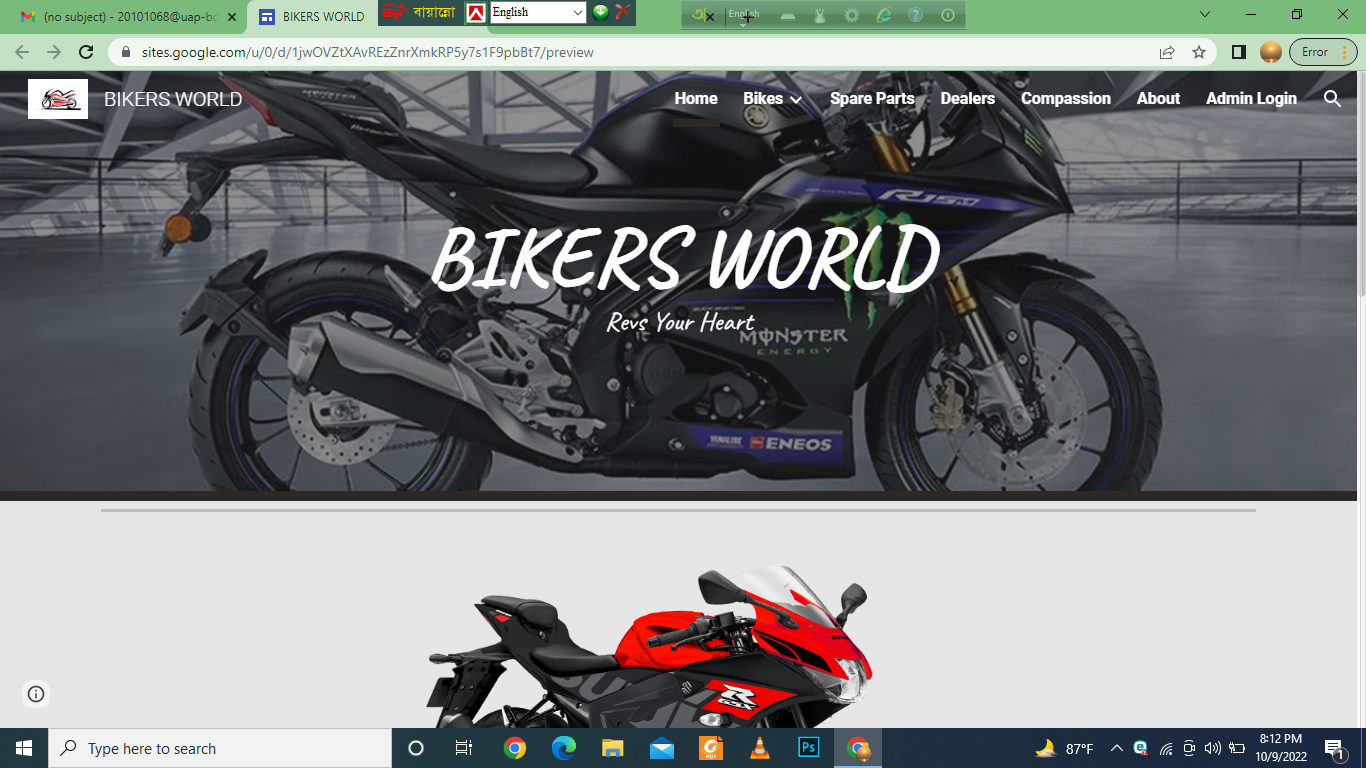 (no subject) - 20101068@uap-bd
BIKERS WORLD
বায়ান্নো
English
অ
English
sites.google.com/u/0/d/1jwOVZtXAvREzZnrXmkRP5y7s1F9pbBt7/preview
Error
BIKERS WORLD
Home
Bikes
Spare Parts
Dealers
Compassion
About
Admin Login
R15M
BIKERS WORLD
Revs Your Heart
MONSTER
ENERGY
YAMALUBE
ENEOS
R
GSX
Type here to search
PDF
Ps
87°F
8:12 PM
10/9/2022
1